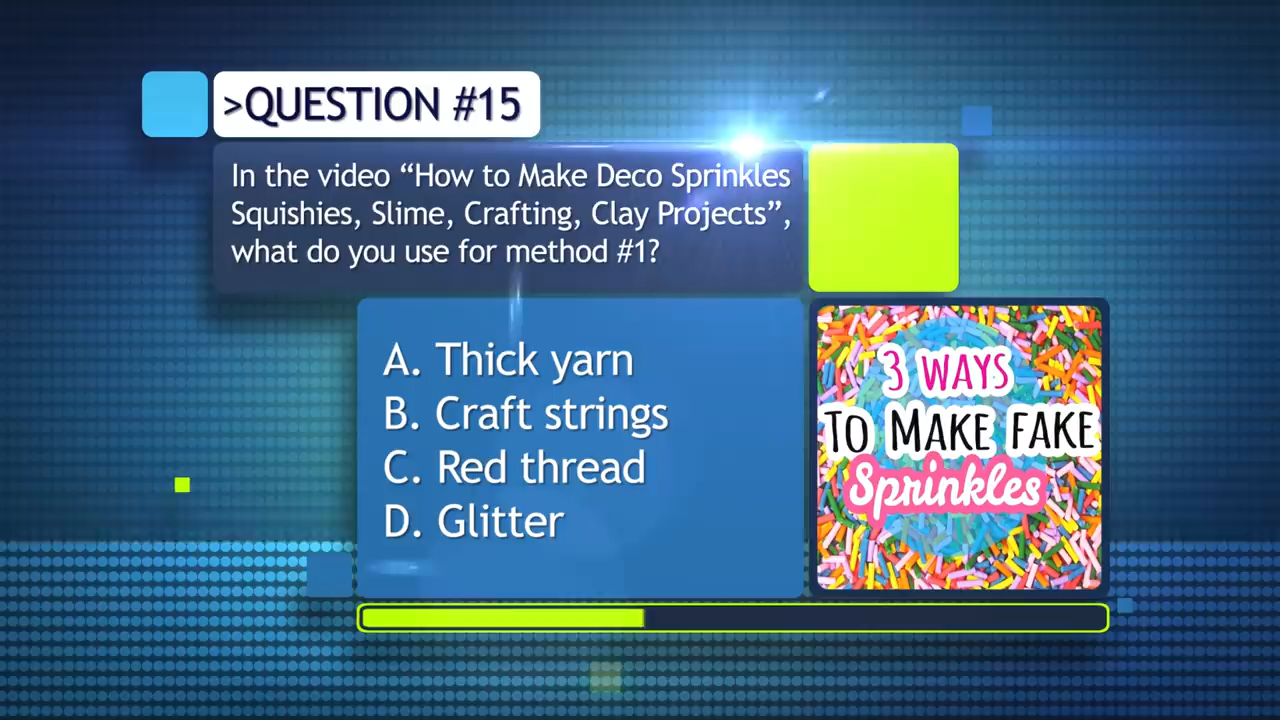 >QUESTION #15
In the video “How to Make Deco Sprinkles
Squishies, Slime, Crafting, Clay Projects”,
what do you use for method #1?
A. Thick yarn
B. Craft strings
C. Red thread
D. Glitter
3 WAYS
To MAKE FAKE
Sprinkles